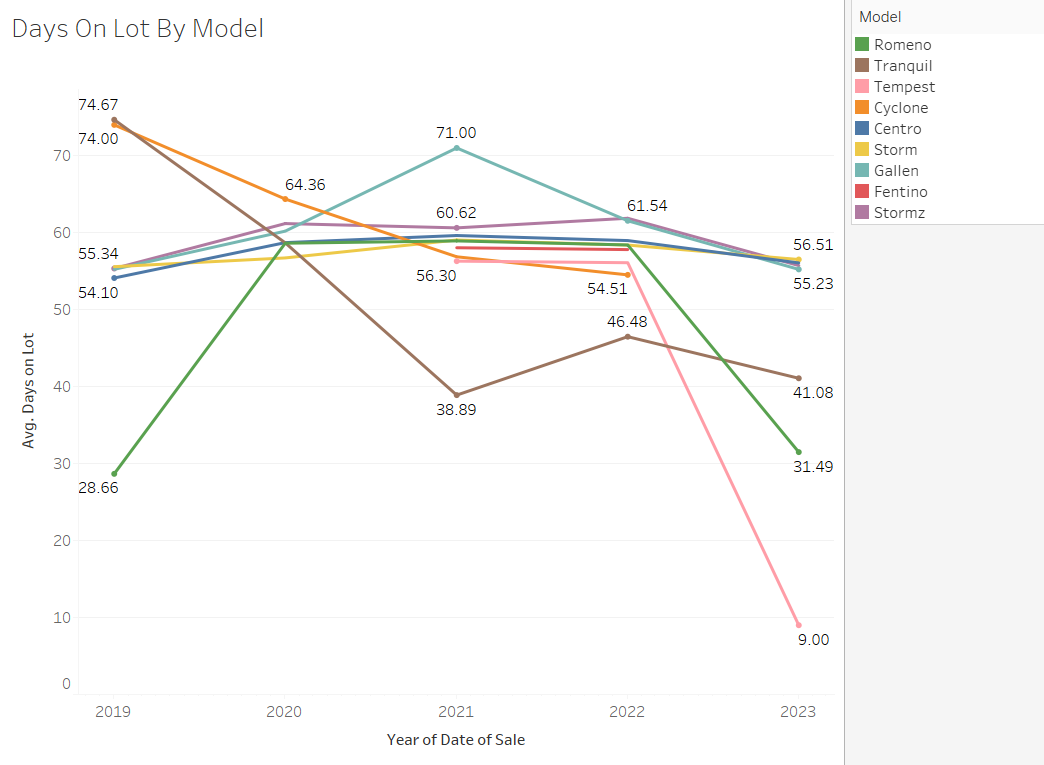 Days On Lot By Model
Model
Romeno
Tranquil
Tempest
Cyclone
Centro
Storm
Gallen
Fentino
Stormz
74.67
74.00
71.00
70
64.36
61.54
60.62
60
56.51
55.34
56.30
55.23
54.10
54.51
50
46.48
Avg. Days on Lot
40
41.08
38.89
30
31.49
28.66
20
10
9.00
0
2019 2020 2021 2022 2023
Year of Date of Sale